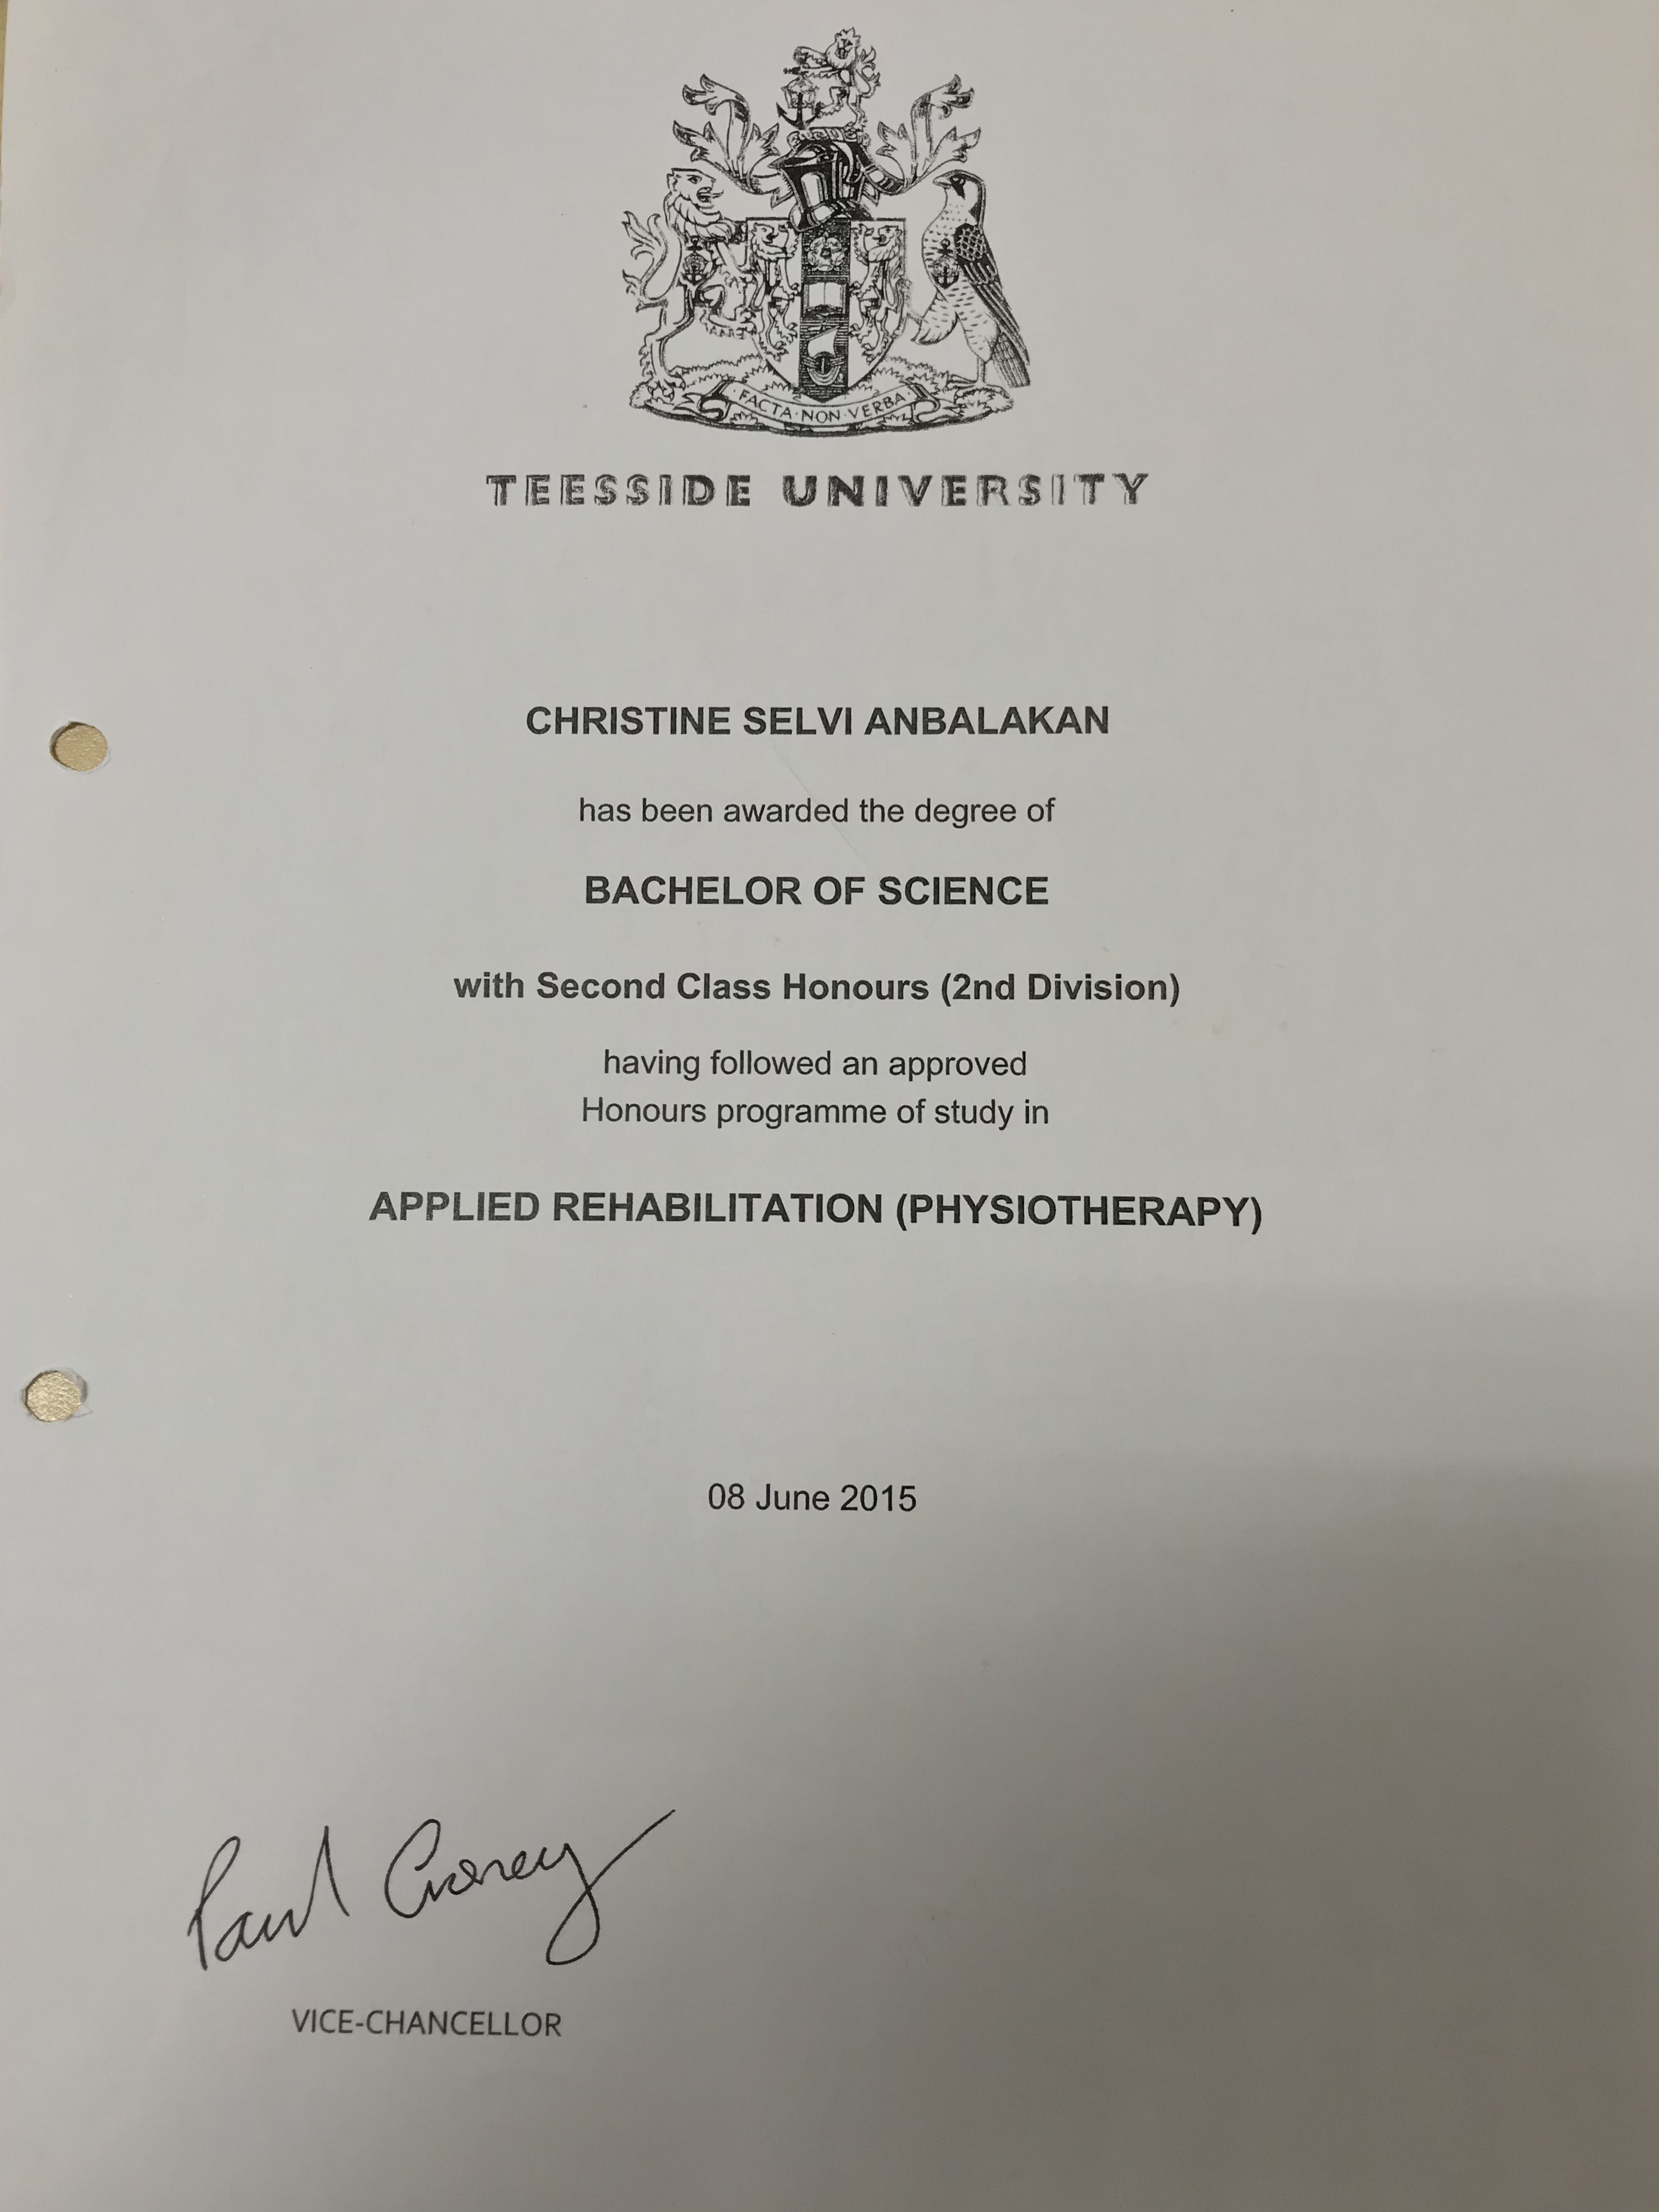 FACTA·NON·VERBA·
TEESSIDE UNIVERSITY
CHRISTINE SELVI ANBALAKAN
has been awarded the degree of
BACHELOR OF SCIENCE
with Second Class Honours (2nd Division)
having followed an approved
Honours programme of study in
APPLIED REHABILITATION (PHYSIOTHERAPY)
08 June 2015
Paul Croney
VICE-CHANCELLOR